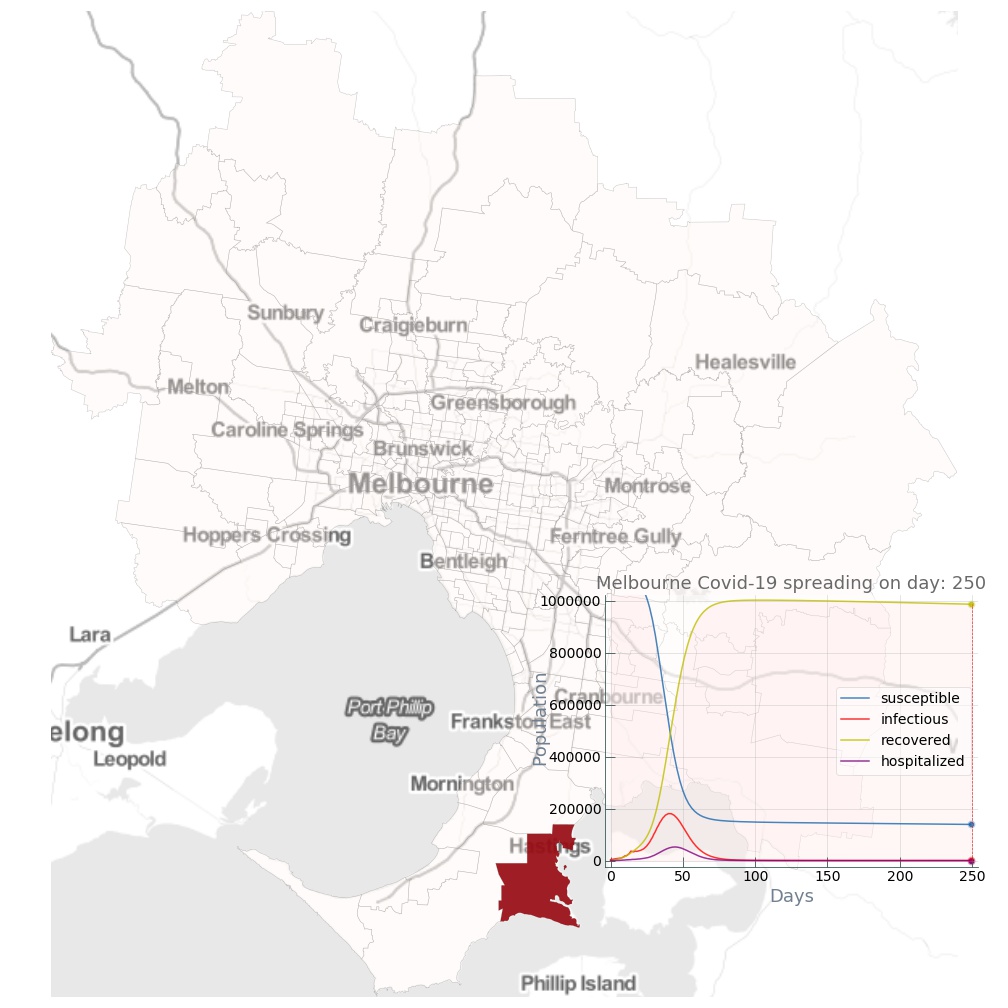 Sunbury
Craigieburn
Healesville
Melton
Greensborough
Caroline Springs
Brunswick
Melbourne
Montrose
Hoppers Crossing
Ferntree Gully
Bentleigh
Melbourne Covid-19 spreading on day: 250
1000000
800000
600000
400000
200000
0
Population
susceptible
infectious
recovered
hospitalized
0 50 100 150 200 250
Days
Lara
Cranbourne
Port Phillip
Bay
Frankston East
elong
Leopold
Mornington
Hastings
Phillip Island